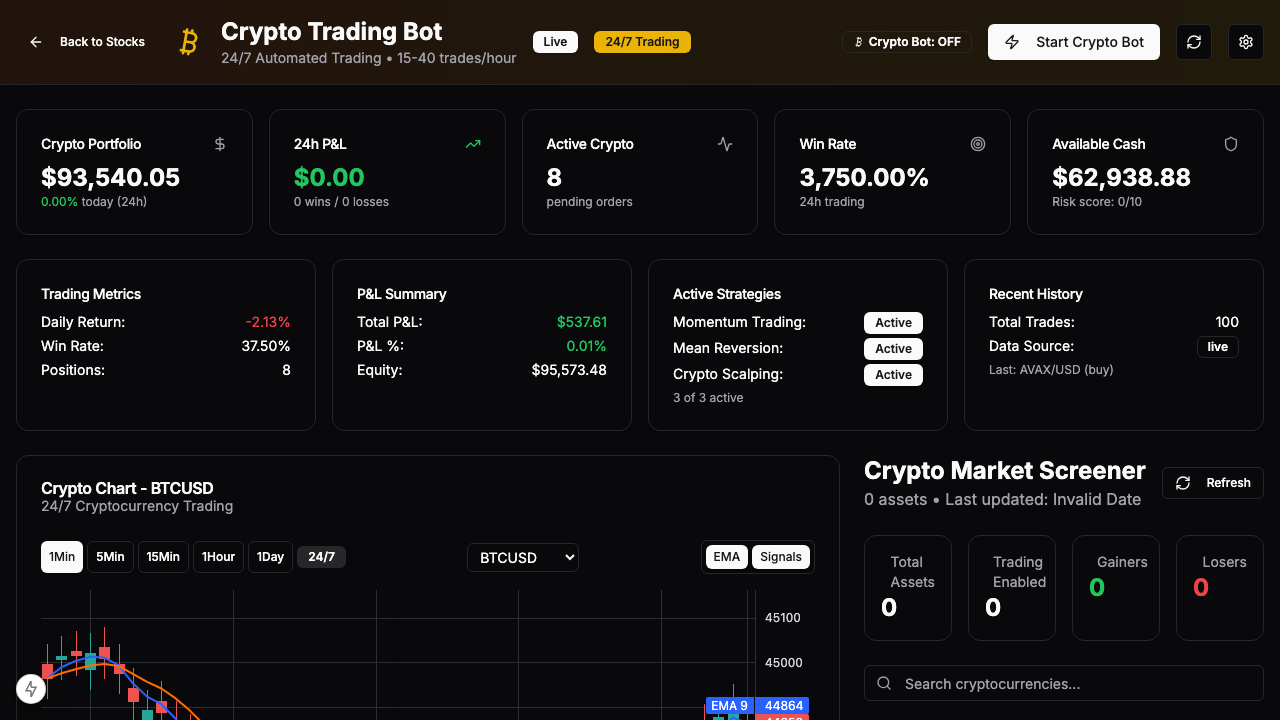 Back to Stocks
Crypto Trading Bot
24/7 Automated Trading • 15-40 trades/hour
Live
24/7 Trading
Crypto Bot: OFF
Start Crypto Bot
Crypto Portfolio
$93,540.05
0.00% today (24h)
24h P&L
$0.00
0 wins / 0 losses
Active Crypto
8
pending orders
Win Rate
3,750.00%
24h trading
Available Cash
$62,938.88
Risk score: 0/10
Trading Metrics
Daily Return: -2.13%
Win Rate: 37.50%
Positions: 8
P&L Summary
Total P&L: $537.61
P&L %: 0.01%
Equity: $95,573.48
Active Strategies
Momentum Trading: Active
Mean Reversion: Active
Crypto Scalping: Active
3 of 3 active
Recent History
Total Trades: 100
Data Source: live
Last: AVAX/USD (buy)
Crypto Chart - BTCUSD
24/7 Cryptocurrency Trading
1Min 5Min 15Min 1Hour 1Day 24/7
BTCUSD
EMA Signals
45100
45000
EMA 9 44864
Crypto Market Screener
0 assets • Last updated: Invalid Date
Refresh
Total
Assets
0
Trading
Enabled
0
Gainers
0
Losers
0
Search cryptocurrencies...